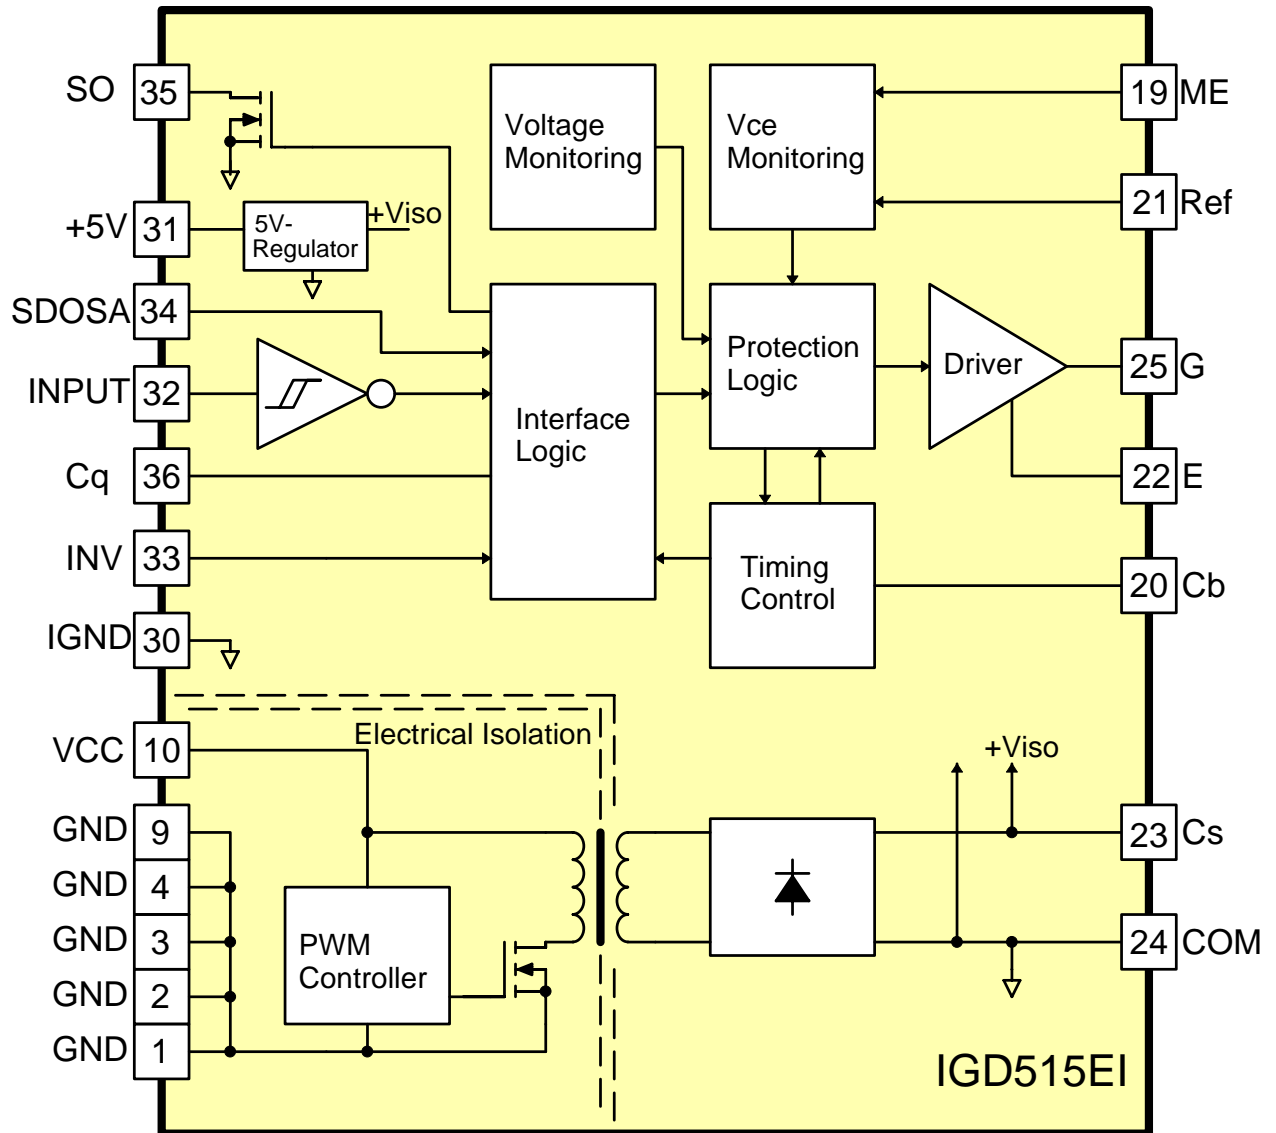 SO 35
Voltage
Monitoring
Vce
Monitoring
19 ME
21 Ref
+5V 31
5V-
Regulator
+Viso
SDOSA 34
INPUT 32
Cq 36
INV 33
IGND 30
Interface
Logic
Protection
Logic
Driver
25 G
22 E
Timing
Control
20 Cb
Electrical Isolation
VCC 10
GND 9
GND 4
GND 3
GND 2
GND 1
PWM
Controller
+Viso
23 Cs
24 COM
IGD515EI